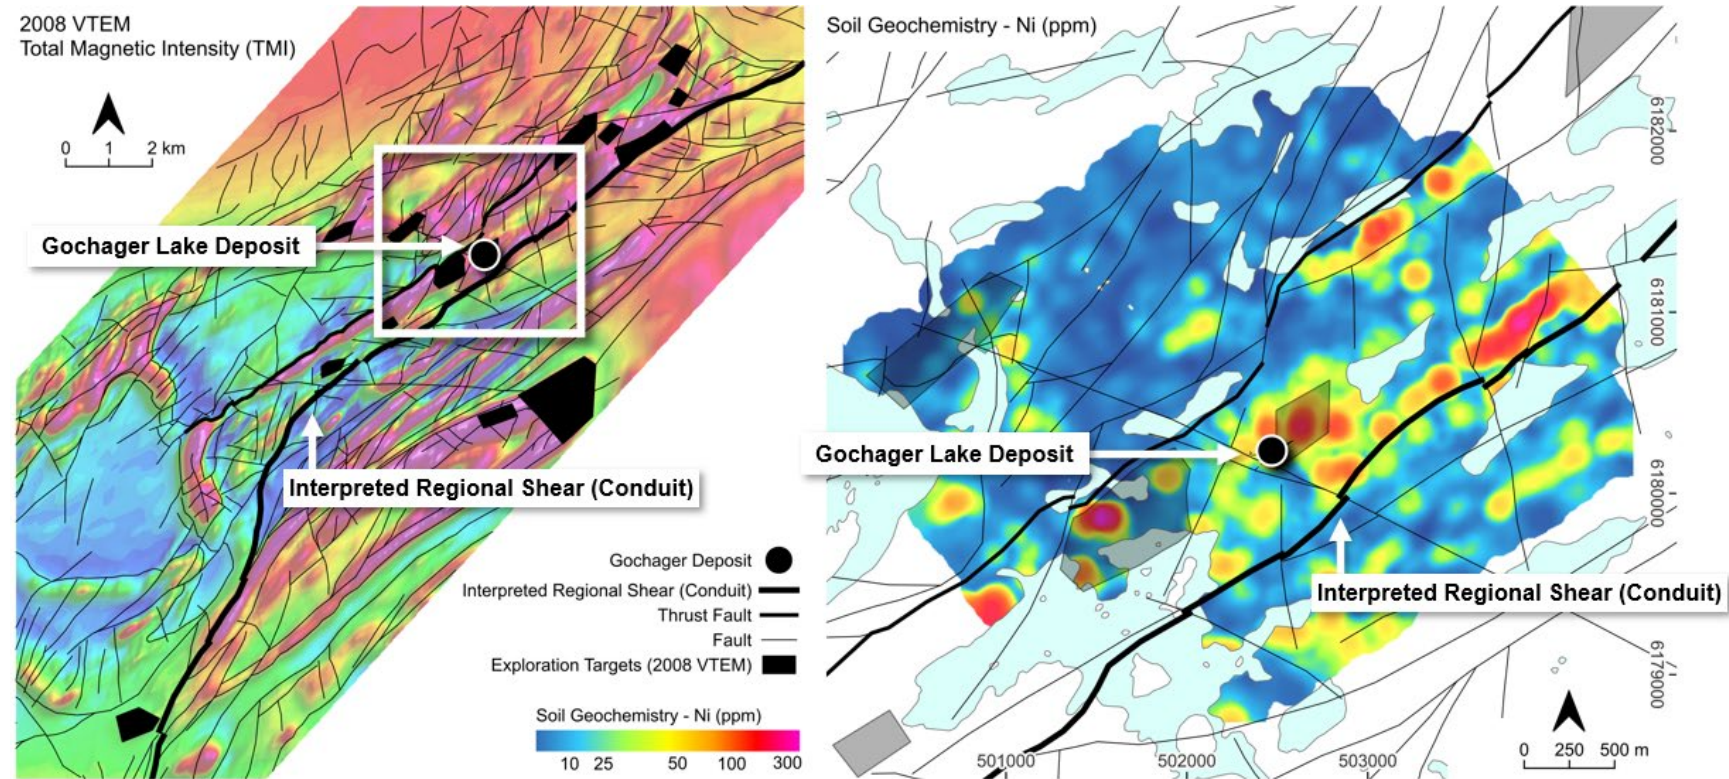 2008 VTEM
Total Magnetic Intensity (TMI)
0 1 2 km
Gochager Lake Deposit
Interpreted Regional Shear (Conduit)
Gochager Deposit
Interpreted Regional Shear (Conduit)
Thrust Fault
Fault
Exploration Targets (2008 VTEM)
Soil Geochemistry - Ni (ppm)
10 25 50 100 300
Soil Geochemistry - Ni (ppm)
6182000
6181000
Gochager Lake Deposit
6180000
Interpreted Regional Shear (Conduit)
6179000
501000 502000 503000
0 250 500 m